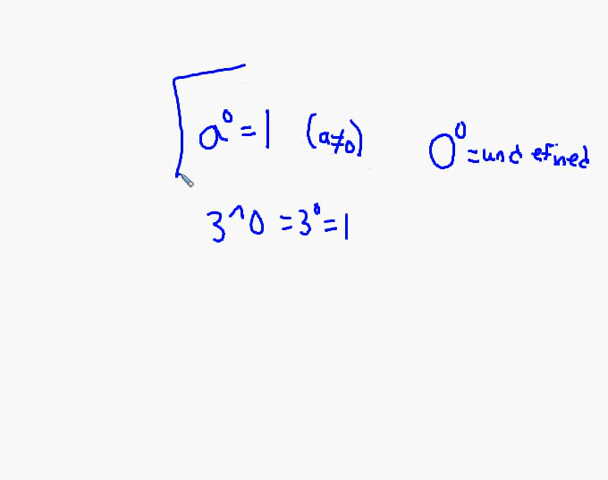 a⁰ = 1 (a≠0)
0⁰ = undefined
3^0 = 3⁰ = 1